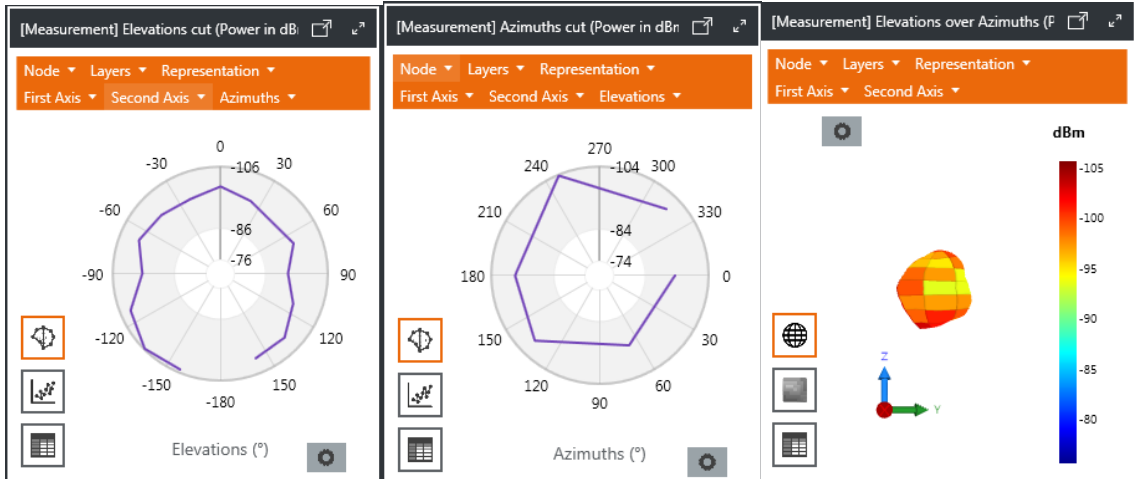 [Measurement] Elevations cut (Power in dB
Node Layers Representation
First Axis Second Axis Azimuths
0
-30
-106
30
-60
60
-86
-76
-90
90
-120
120
-150
150
-180
Elevations (°)
[Measurement] Azimuths cut (Power in dBn
Node Layers Representation
First Axis Second Axis Elevations
270
240
-104
300
210
330
-84
-74
180
0
150
30
120
60
90
Azimuths (°)
[Measurement] Elevations over Azimuths (P
Node Layers Representation
First Axis Second Axis
dBm
-105
-100
-95
-90
-85
-80
Z
Y